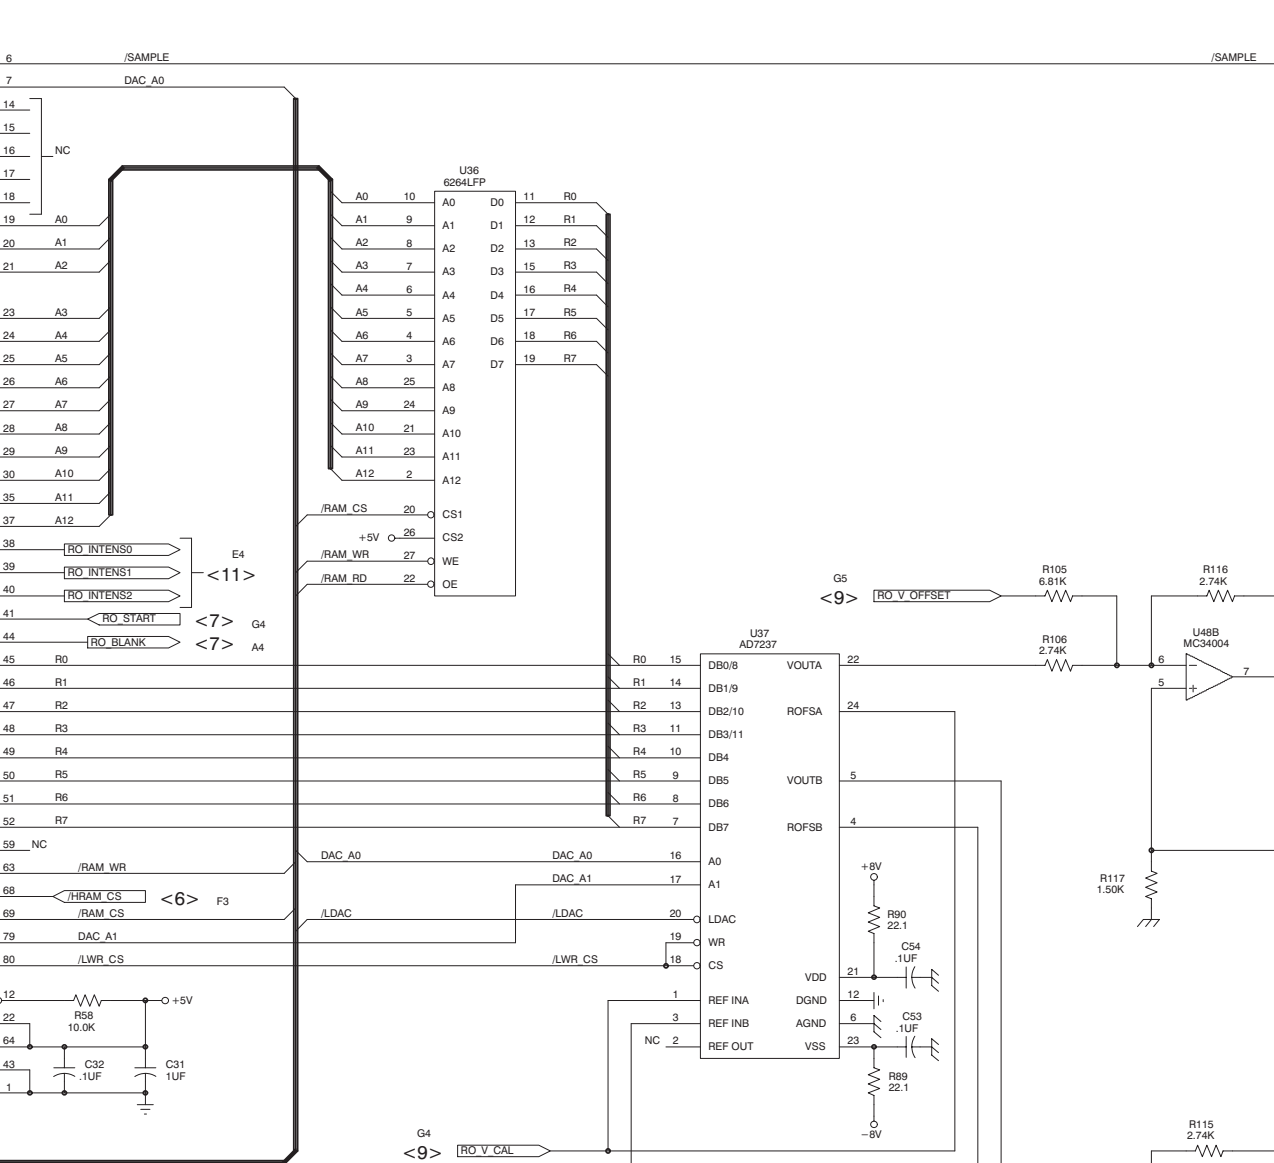 6 /SAMPLE /SAMPLE
7 DAC_A0
14
15
16 NC
17
18
19 A0
20 A1
21 A2
23 A3
24 A4
25 A5
26 A6
27 A7
28 A8
29 A9
30 A10
35 A11
37 A12
38 RO_INTENS0
39 RO_INTENS1
40 RO_INTENS2
E4
<11>
41 RO_START <7> G4
44 RO_BLANK <7> A4
45 R0
46 R1
47 R2
48 R3
49 R4
50 R5
51 R6
52 R7
59 NC
63 /RAM_WR
68 /HRAM_CS <6> F3
69 /RAM_CS
79 DAC_A1
80 /LWR_CS
12 +5V
R58
10.0K
22
64
43
1
C32
.1UF
C31
1UF
U36
6264LFP
A0 10 A0 D0 11 R0
A1 9 A1 D1 12 R1
A2 8 A2 D2 13 R2
A3 7 A3 D3 15 R3
A4 6 A4 D4 16 R4
A5 5 A5 D5 17 R5
A6 4 A6 D6 18 R6
A7 3 A7 D7 19 R7
A8 25 A8
A9 24 A9
A10 21 A10
A11 23 A11
A12 2 A12
/RAM_CS 20 CS1
+5V 26 CS2
/RAM_WR 27 WE
/RAM_RD 22 OE
U37
AD7237
R0 15 DB0/8 VOUTA 22
R1 14 DB1/9
R2 13 DB2/10 ROFSA 24
R3 11 DB3/11
R4 10 DB4
R5 9 DB5 VOUTB 5
R6 8 DB6
R7 7 DB7 ROFSB 4
DAC_A0 DAC_A0 16 A0
DAC_A1 17 A1
/LDAC /LDAC 20 LDAC
19 WR
/LWR_CS 18 CS
VDD 21
1 REF INA DGND 12
3 REF INB AGND 6
NC 2 REF OUT VSS 23
+8V
R90
22.1
C54
.1UF
C53
.1UF
R89
22.1
−8V
G4
<9> RO_V_CAL
G5
<9> RO_V_OFFSET
R105
6.81K
R106
2.74K
R116
2.74K
U48B
MC34004
6 −
5 +
7
R117
1.50K
R115
2.74K